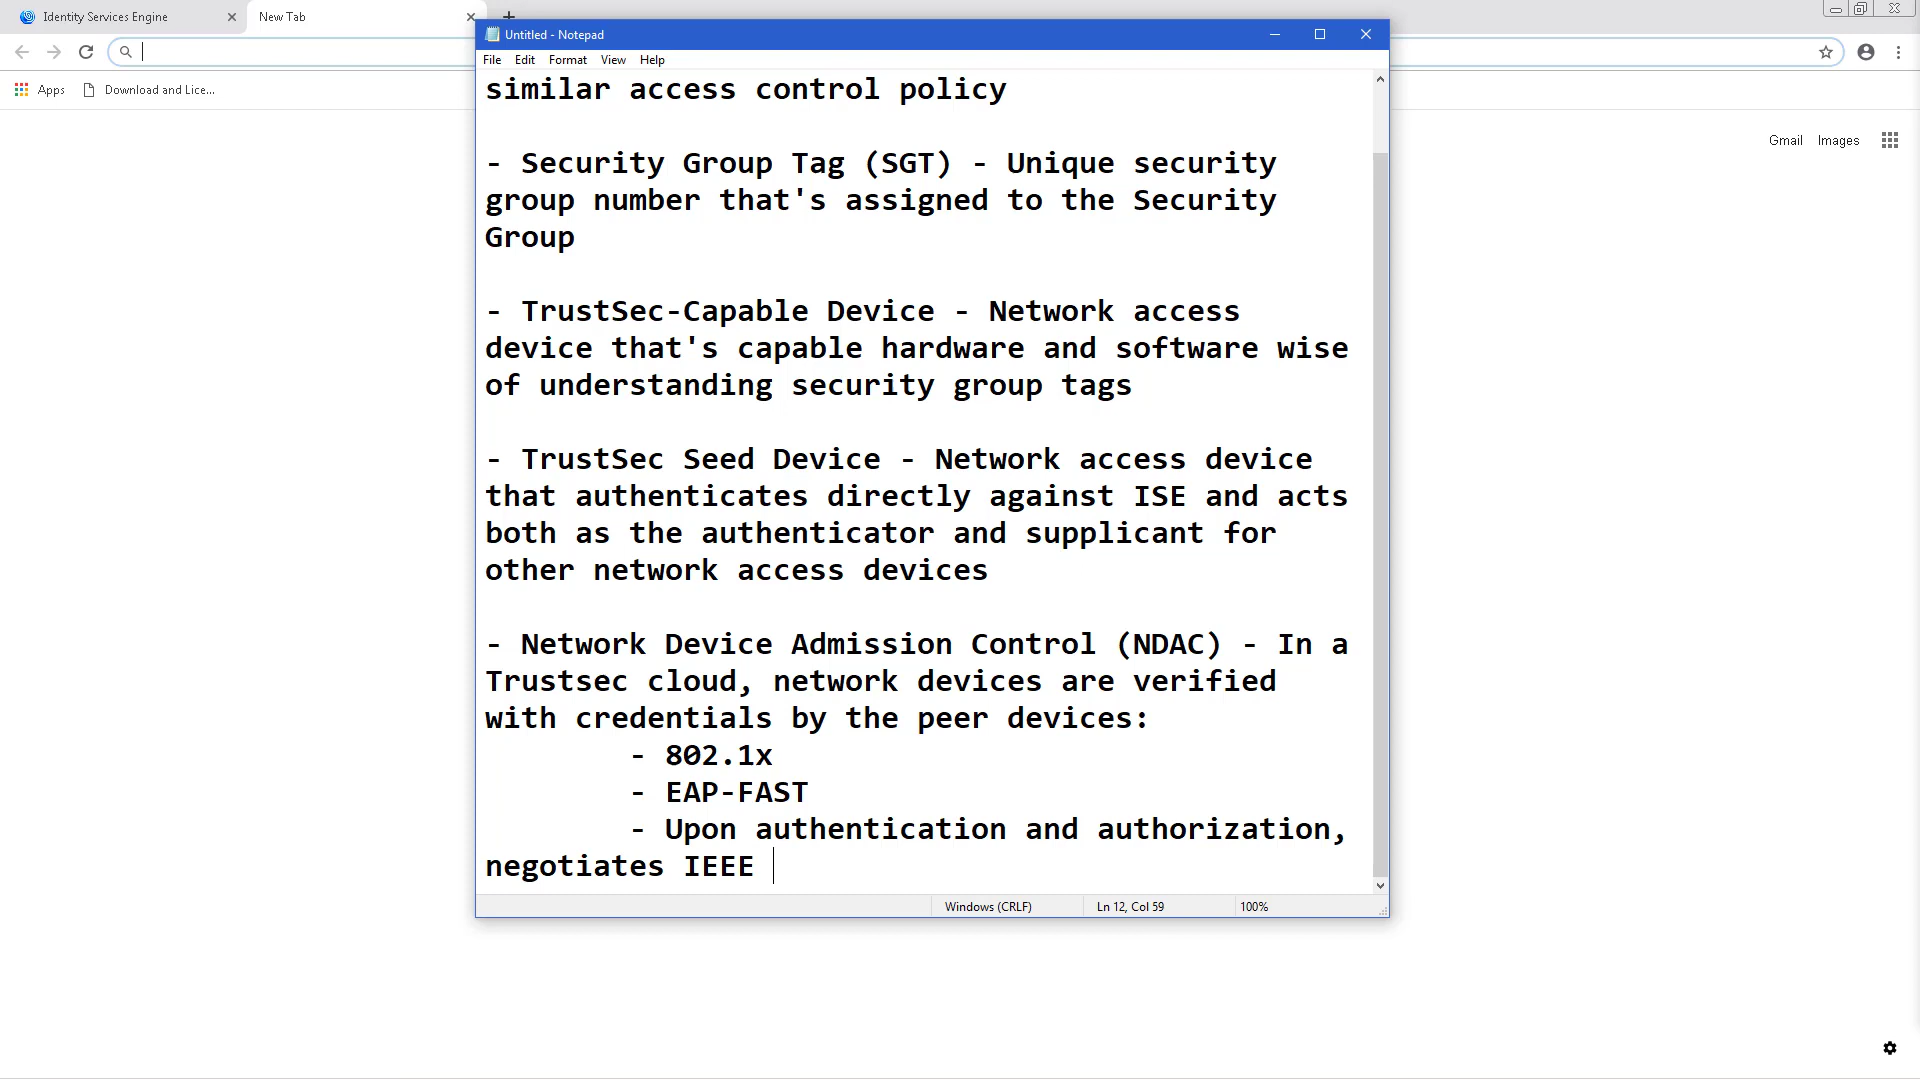 Identity Services Engine
New Tab
Untitled - Notepad
File Edit Format View Help
Apps
Download and Lice...
Gmail Images
similar access control policy
- Security Group Tag (SGT) - Unique security
group number that's assigned to the Security
Group
- TrustSec-Capable Device - Network access
device that's capable hardware and software wise
of understanding security group tags
- TrustSec Seed Device - Network access device
that authenticates directly against ISE and acts
both as the authenticator and supplicant for
other network access devices
- Network Device Admission Control (NDAC) - In a
Trustsec cloud, network devices are verified
with credentials by the peer devices:
- 802.1x
- EAP-FAST
- Upon authentication and authorization,
negotiates IEEE
Windows (CRLF) Ln 12, Col 59 100%